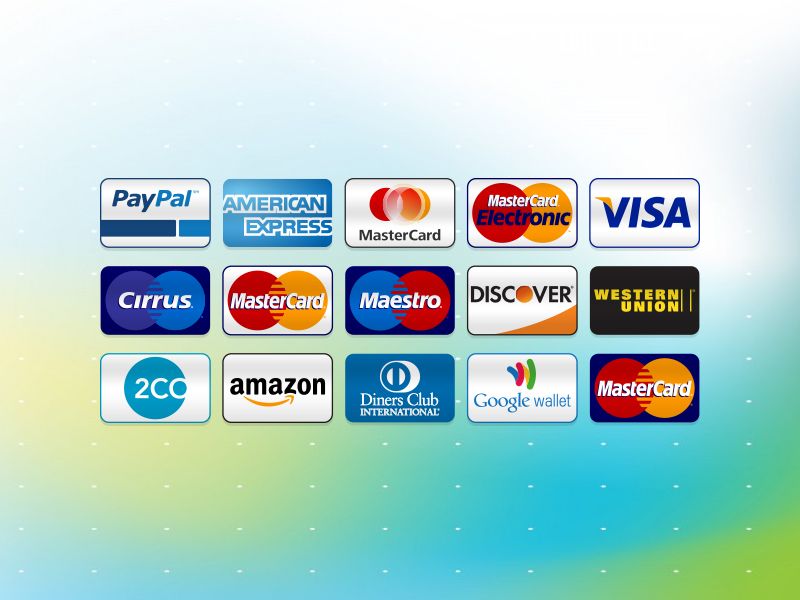 PayPal™
AMERICAN
EXPRESS
MasterCard
MasterCard
Electronic
VISA
Cirrus
MasterCard
Maestro
DISCOVER®
WESTERN
UNION
2CO
amazon
Diners Club
INTERNATIONAL®
Google wallet
MasterCard